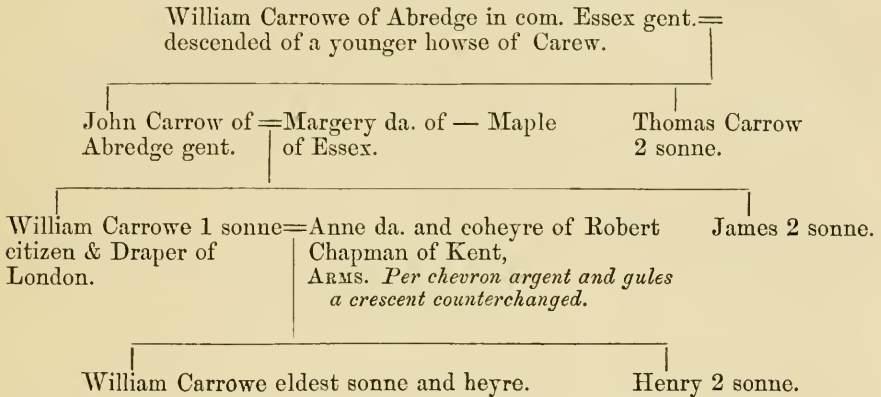 William Carrowe of Abredge in com. Essex gent.=
descended of a younger howse of Carew.
John Carrow of =Margery da. of — Maple
Abredge gent. of Essex.
Thomas Carrow
2 sonne.
William Carrowe 1 sonne=Anne da. and coheyre of Robert
citizen & Draper of Chapman of Kent,
London. ARMS. Per chevron argent and gules
a crescent counterchanged.
James 2 sonne.
William Carrowe eldest sonne and heyre.
Henry 2 sonne.